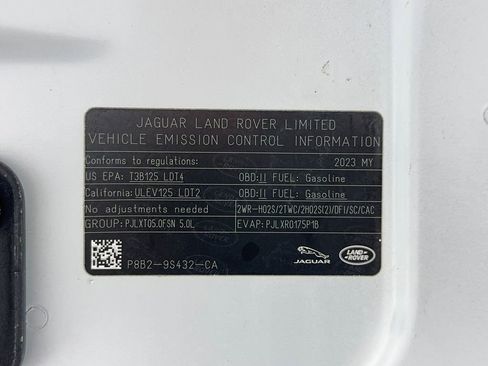 JAGUAR LAND ROVER LIMITED
VEHICLE EMISSION CONTROL INFORMATION
Conforms to regulations: 2023 MY
US EPA: T3B125 LDT4 OBD:II FUEL: Gasoline
California: ULEV125 LDT2 OBD:II FUEL: Gasoline
No adjustments needed 2WR-HO2S/2TWC/2HO2S(2)/DFI/SC/CAC
GROUP: PJLXT05.0FSN 5.0L EVAP: PJLXR0175P1B
P8B2-9S432-CA
JAGUAR
LAND-
ROVER